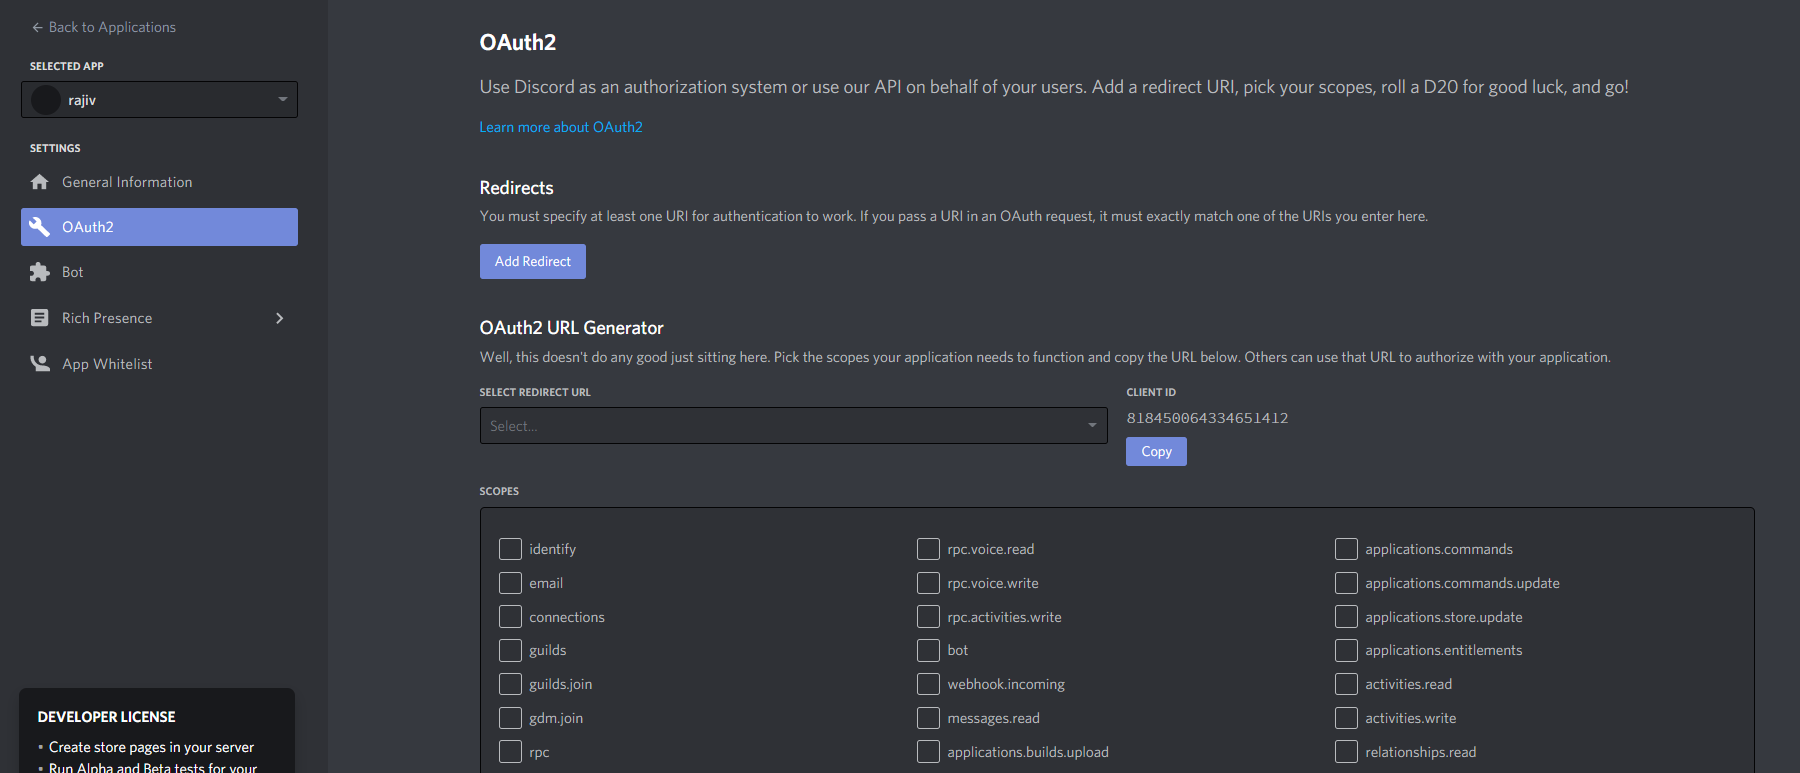 ← Back to Applications
SELECTED APP
rajiv
SETTINGS
General Information
OAuth2
Bot
Rich Presence
App Whitelist
DEVELOPER LICENSE
• Create store pages in your server
• Run Alpha and Beta tests for your
OAuth2
Use Discord as an authorization system or use our API on behalf of your users. Add a redirect URI, pick your scopes, roll a D20 for good luck, and go!
Learn more about OAuth2
Redirects
You must specify at least one URI for authentication to work. If you pass a URI in an OAuth request, it must exactly match one of the URIs you enter here.
Add Redirect
OAuth2 URL Generator
Well, this doesn't do any good just sitting here. Pick the scopes your application needs to function and copy the URL below. Others can use that URL to authorize with your application.
SELECT REDIRECT URL
Select...
CLIENT ID
818450064334651412
Copy
SCOPES
identify
email
connections
guilds
guilds.join
gdm.join
rpc
rpc.voice.read
rpc.voice.write
rpc.activities.write
bot
webhook.incoming
messages.read
applications.builds.upload
applications.commands
applications.commands.update
applications.store.update
applications.entitlements
activities.read
activities.write
relationships.read